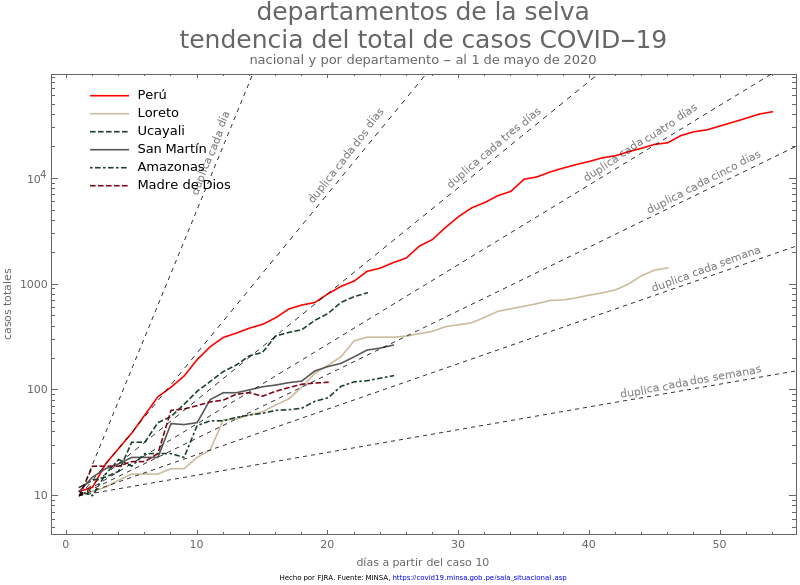 departamentos de la selva
tendencia del total de casos COVID−19
nacional y por departamento − al 1 de mayo de 2020
Perú
Loreto
Ucayali
San Martín
Amazonas
Madre de Dios
duplica cada día
duplica cada dos días
duplica cada tres días
duplica cada cuatro días
duplica cada cinco días
duplica cada semana
duplica cada dos semanas
casos totales
10⁴
1000
100
10
0 10 20 30 40 50
días a partir del caso 10
Hecho por FJRA. Fuente: MINSA, https://covid19.minsa.gob.pe/sala_situacional.asp